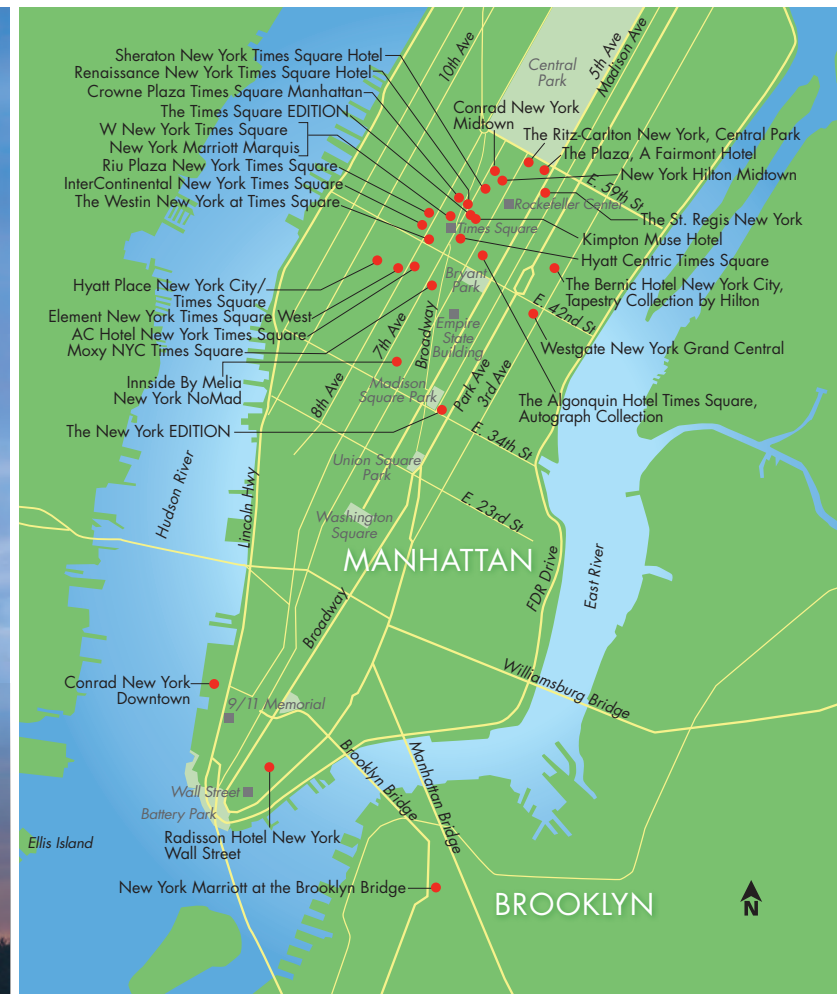 Sheraton New York Times Square Hotel
Renaissance New York Times Square Hotel
Crowne Plaza Times Square Manhattan
The Times Square EDITION
W New York Times Square
New York Marriott Marquis
Riu Plaza New York Times Square
InterContinental New York Times Square
The Westin New York at Times Square
10th Ave
Central
Park
5th Ave
Madison Ave
Conrad New York
Midtown
The Ritz-Carlton New York, Central Park
The Plaza, A Fairmont Hotel
New York Hilton Midtown
E. 59th St
Rockefeller Center
The St. Regis New York
Times Square
Kimpton Muse Hotel
Hyatt Centric Times Square
Hyatt Place New York City/
Times Square
Bryant
Park
The Bernic Hotel New York City,
Tapestry Collection by Hilton
Element New York Times Square West
AC Hotel New York Times Square
Moxy NYC Times Square
7th Ave
Broadway
Empire
State
Building
E. 42nd St
Westgate New York Grand Central
Innside By Melia
New York NoMad
8th Ave
Madison
Square Park
Park Ave
3rd Ave
The Algonquin Hotel Times Square,
Autograph Collection
The New York EDITION
E. 34th St
Hudson River
Lincoln Hwy
Union Square
Park
E. 23rd St
Washington
Square
MANHATTAN
FDR Drive
East River
Broadway
Williamsburg Bridge
Conrad New York
Downtown
9/11 Memorial
Brooklyn Bridge
Manhattan Bridge
Wall Street
Battery Park
Ellis Island
Radisson Hotel New York
Wall Street
New York Marriott at the Brooklyn Bridge
BROOKLYN
N